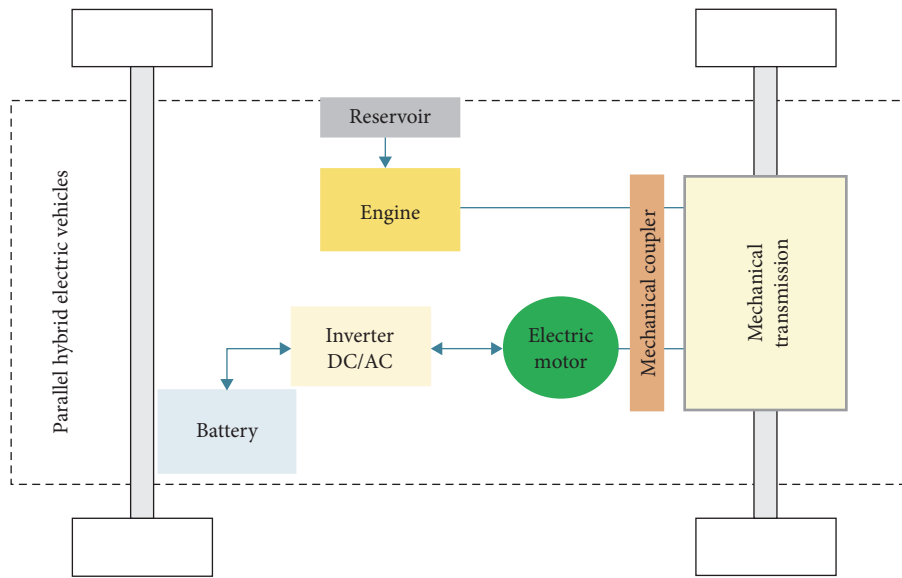 Parallel hybrid electric vehicles
Reservoir
Engine
Inverter
DC/AC
Battery
Electric
motor
Mechanical coupler
Mechanical
transmission